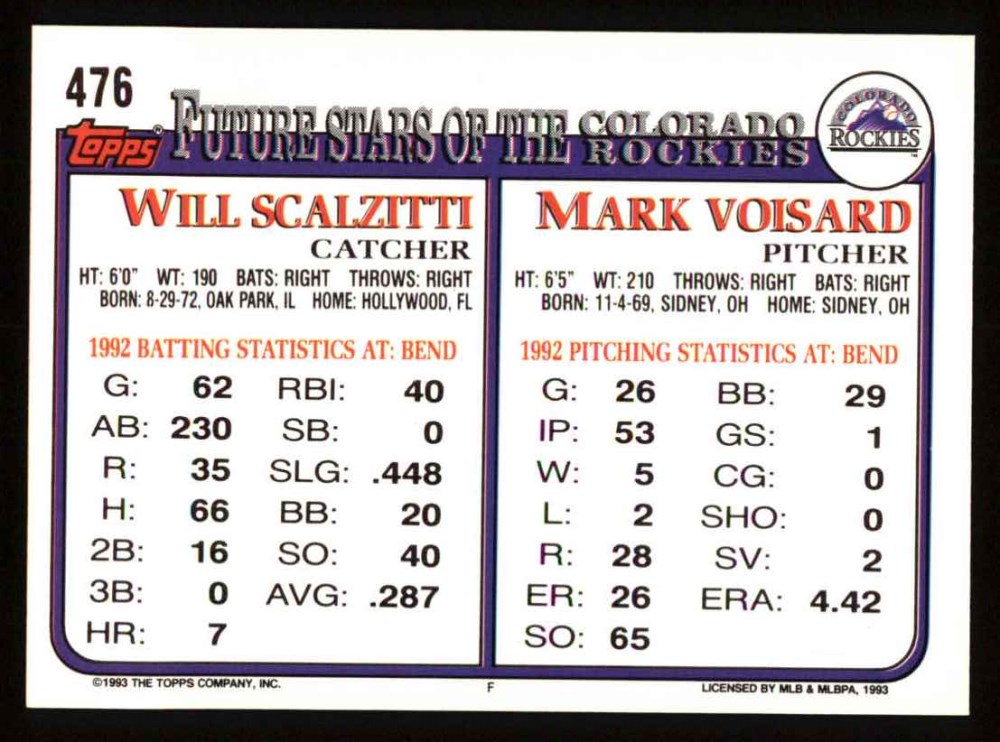 476
Topps®
FUTURE STARS OF THE COLORADO ROCKIES
COLORADO
ROCKIES
WILL SCALZITTI
CATCHER
HT: 6'0" WT: 190 BATS: RIGHT THROWS: RIGHT
BORN: 8-29-72, OAK PARK, IL HOME: HOLLYWOOD, FL
1992 BATTING STATISTICS AT: BEND
G: 62 RBI: 40
AB: 230 SB: 0
R: 35 SLG: .448
H: 66 BB: 20
2B: 16 SO: 40
3B: 0 AVG: .287
HR: 7
MARK VOISARD
PITCHER
HT: 6'5" WT: 210 THROWS: RIGHT BATS: RIGHT
BORN: 11-4-69, SIDNEY, OH HOME: SIDNEY, OH
1992 PITCHING STATISTICS AT: BEND
G: 26 BB: 29
IP: 53 GS: 1
W: 5 CG: 0
L: 2 SHO: 0
R: 28 SV: 2
ER: 26 ERA: 4.42
SO: 65
©1993 THE TOPPS COMPANY, INC.
F
LICENSED BY MLB & MLBPA, 1993